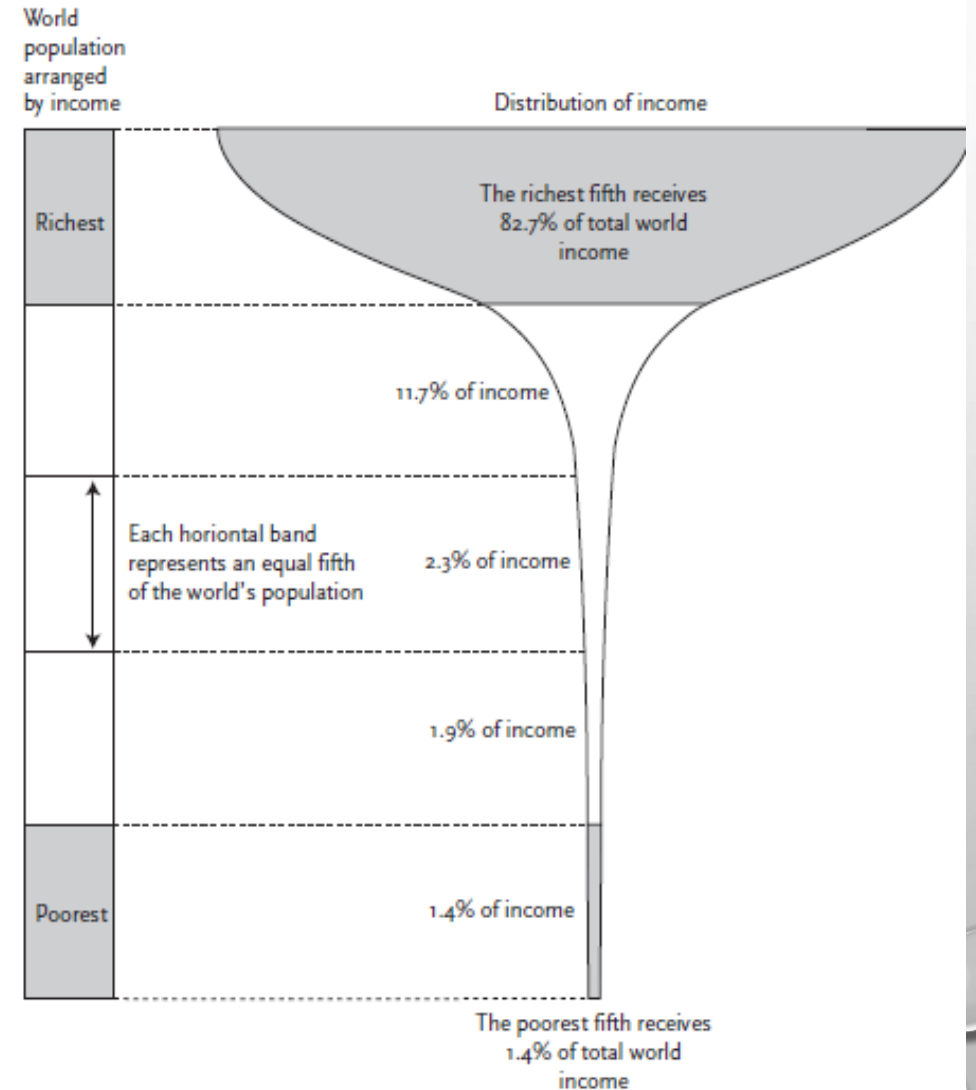 World
population
arranged
by income
Distribution of income
Richest
The richest fifth receives
82.7% of total world
income
11.7% of income
Each horiontal band
represents an equal fifth
of the world's population
2.3% of income
1.9% of income
Poorest
1.4% of income
The poorest fifth receives
1.4% of total world
income